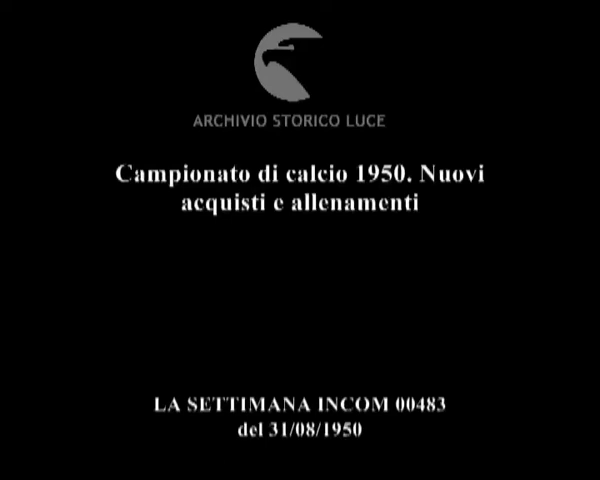 ARCHIVIO STORICO LUCE
Campionato di calcio 1950. Nuovi
acquisti e allenamenti
LA SETTIMANA INCOM 00483
del 31/08/1950